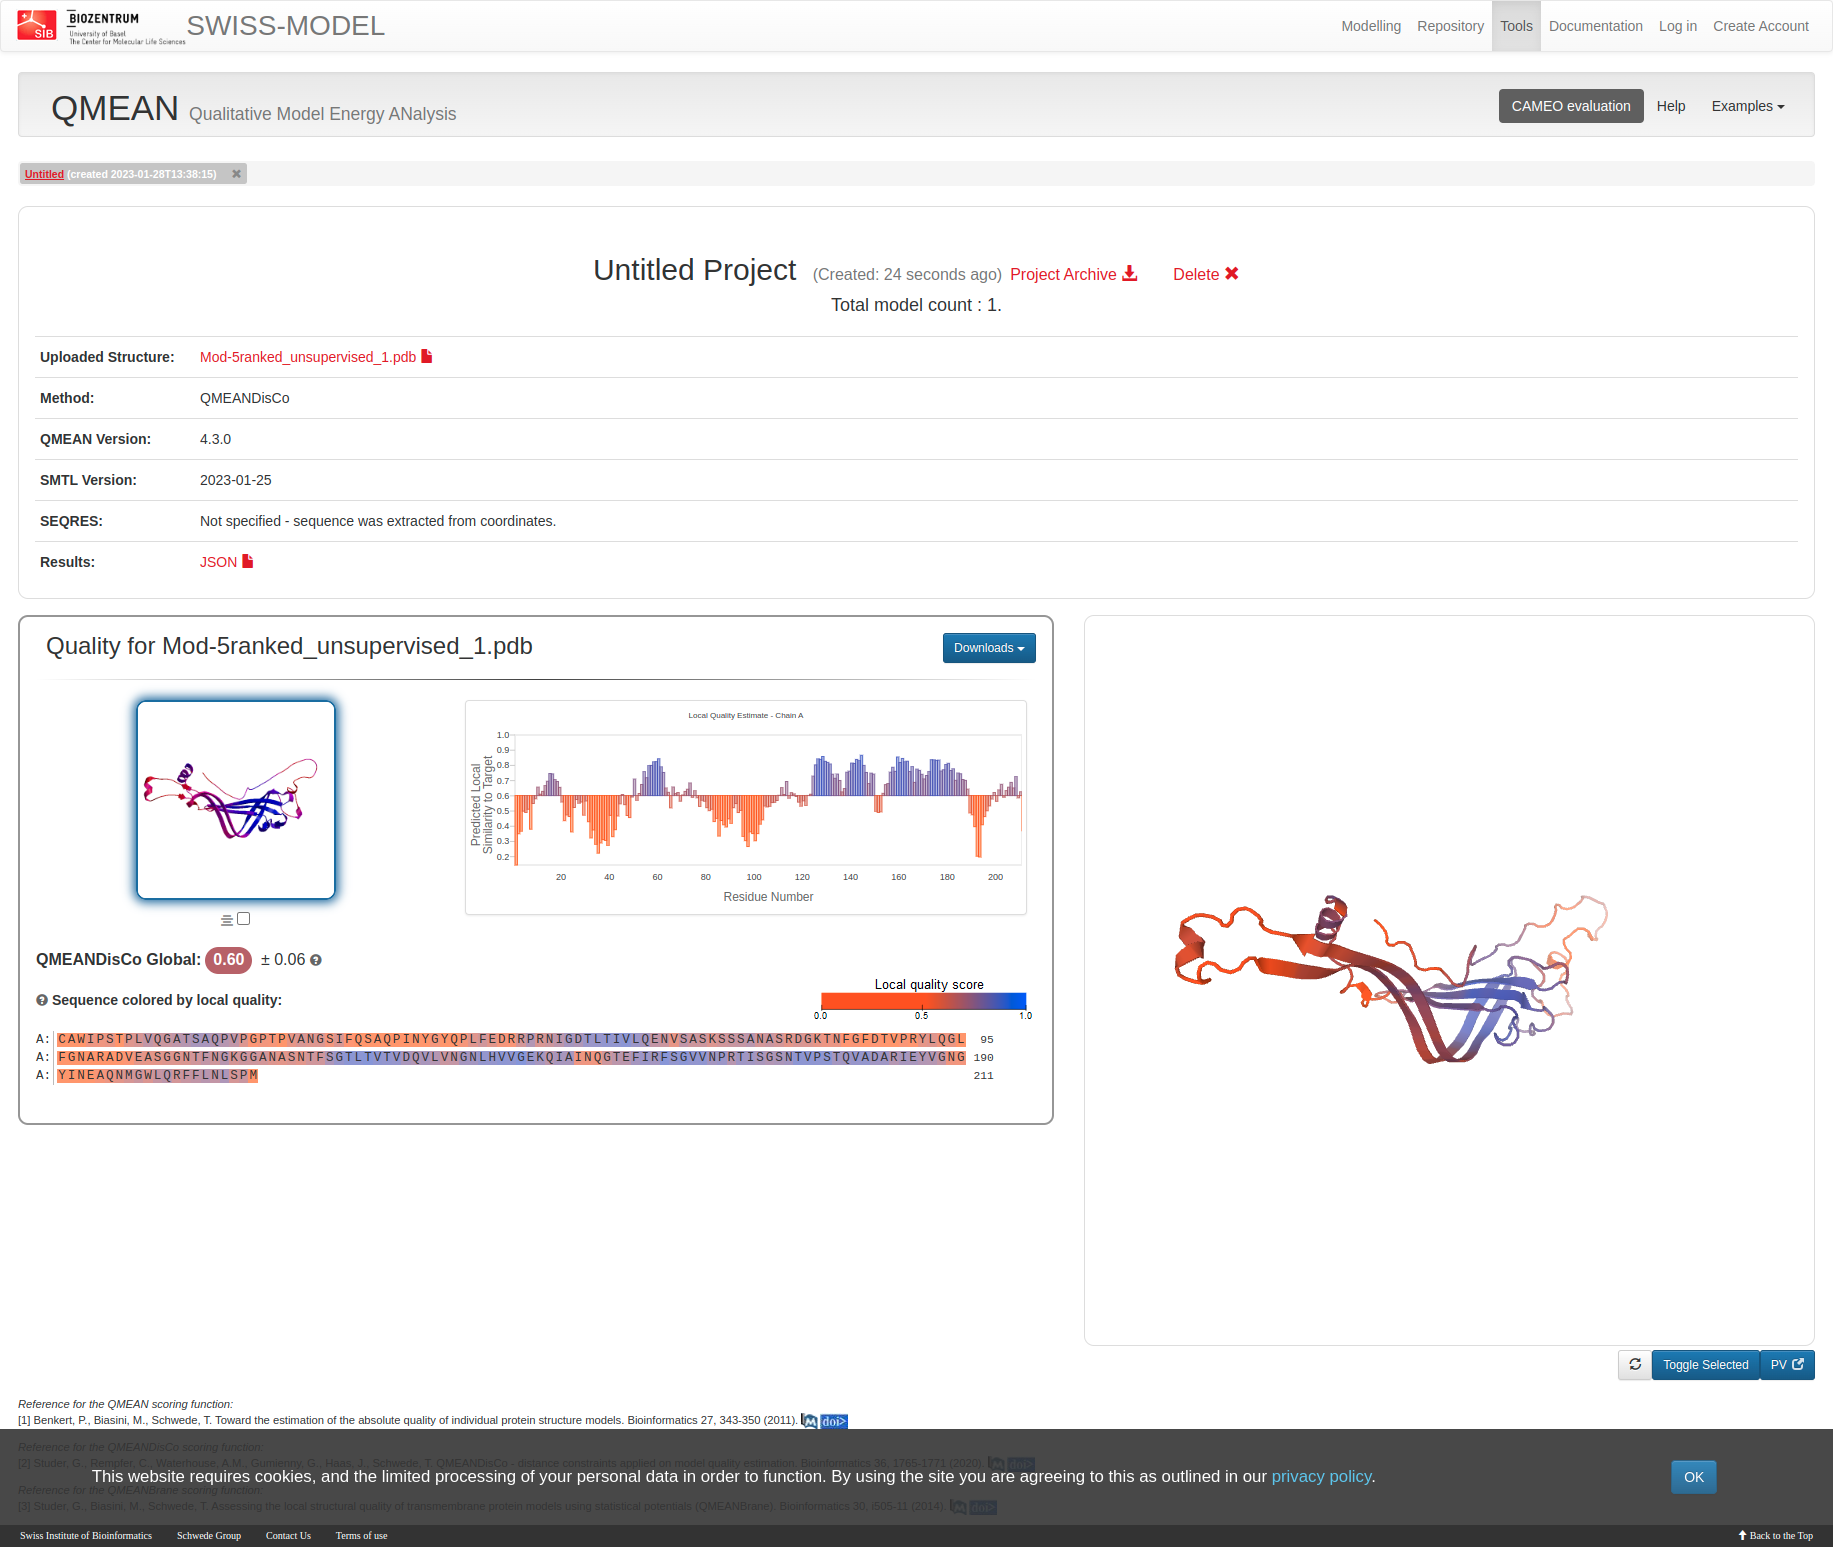 SIB
BIOZENTRUM
University of Basel
The Center for Molecular Life Sciences
SWISS-MODEL
Modelling Repository Tools Documentation Log in Create Account
QMEAN Qualitative Model Energy ANalysis
CAMEO evaluation Help Examples
Untitled (created 2023-01-28T13:38:15)
Untitled Project (Created: 24 seconds ago) Project Archive Delete
Total model count : 1.
Uploaded Structure: Mod-5ranked_unsupervised_1.pdb
Method: QMEANDisCo
QMEAN Version: 4.3.0
SMTL Version: 2023-01-25
SEQRES: Not specified - sequence was extracted from coordinates.
Results: JSON
Quality for Mod-5ranked_unsupervised_1.pdb
Downloads
Local Quality Estimate - Chain A
Predicted Local
Similarity to Target
1.0
0.9
0.8
0.7
0.6
0.5
0.4
0.3
0.2
20 40 60 80 100 120 140 160 180 200
Residue Number
QMEANDisCo Global: 0.60 ± 0.06
Sequence colored by local quality:
Local quality score
0.0 0.5 1.0
A: CAWIPSTPLVQGATSAQPVPGPTPVANGSIFQSAQPINYGYQPLFEDRRPRNIGDTLTIVLQENVSASKSSSANASRDGKTNFGFDTVPRYLQGL 95
A: FGNARADVEASGGNTFNGKGGANASNTFSGTLTVTVDQVLVNGNLHVVGEKQIAINQGTEFIRFSGVVNPRTISGSNTVPSTQVADARIEYVGNG 190
A: YINEAQNMGWLQRFFLNLSPM 211
Toggle Selected PV
Reference for the QMEAN scoring function:
[1] Benkert, P., Biasini, M., Schwede, T. Toward the estimation of the absolute quality of individual protein structure models. Bioinformatics 27, 343-350 (2011). M doi>
Reference for the QMEANDisCo scoring function:
[2] Studer, G., Rempfer, C., Waterhouse, A.M., Gumienny, G., Haas, J., Schwede, T. QMEANDisCo - distance constraints applied on model quality estimation. Bioinformatics 36, 1765-1771 (2020). M doi>
This website requires cookies, and the limited processing of your personal data in order to function. By using the site you are agreeing to this as outlined in our privacy policy.
OK
Reference for the QMEANBrane scoring function:
[3] Studer, G., Biasini, M., Schwede, T. Assessing the local structural quality of transmembrane protein models using statistical potentials (QMEANBrane). Bioinformatics 30, i505-11 (2014). M doi>
Swiss Institute of Bioinformatics Schwede Group Contact Us Terms of use Back to the Top